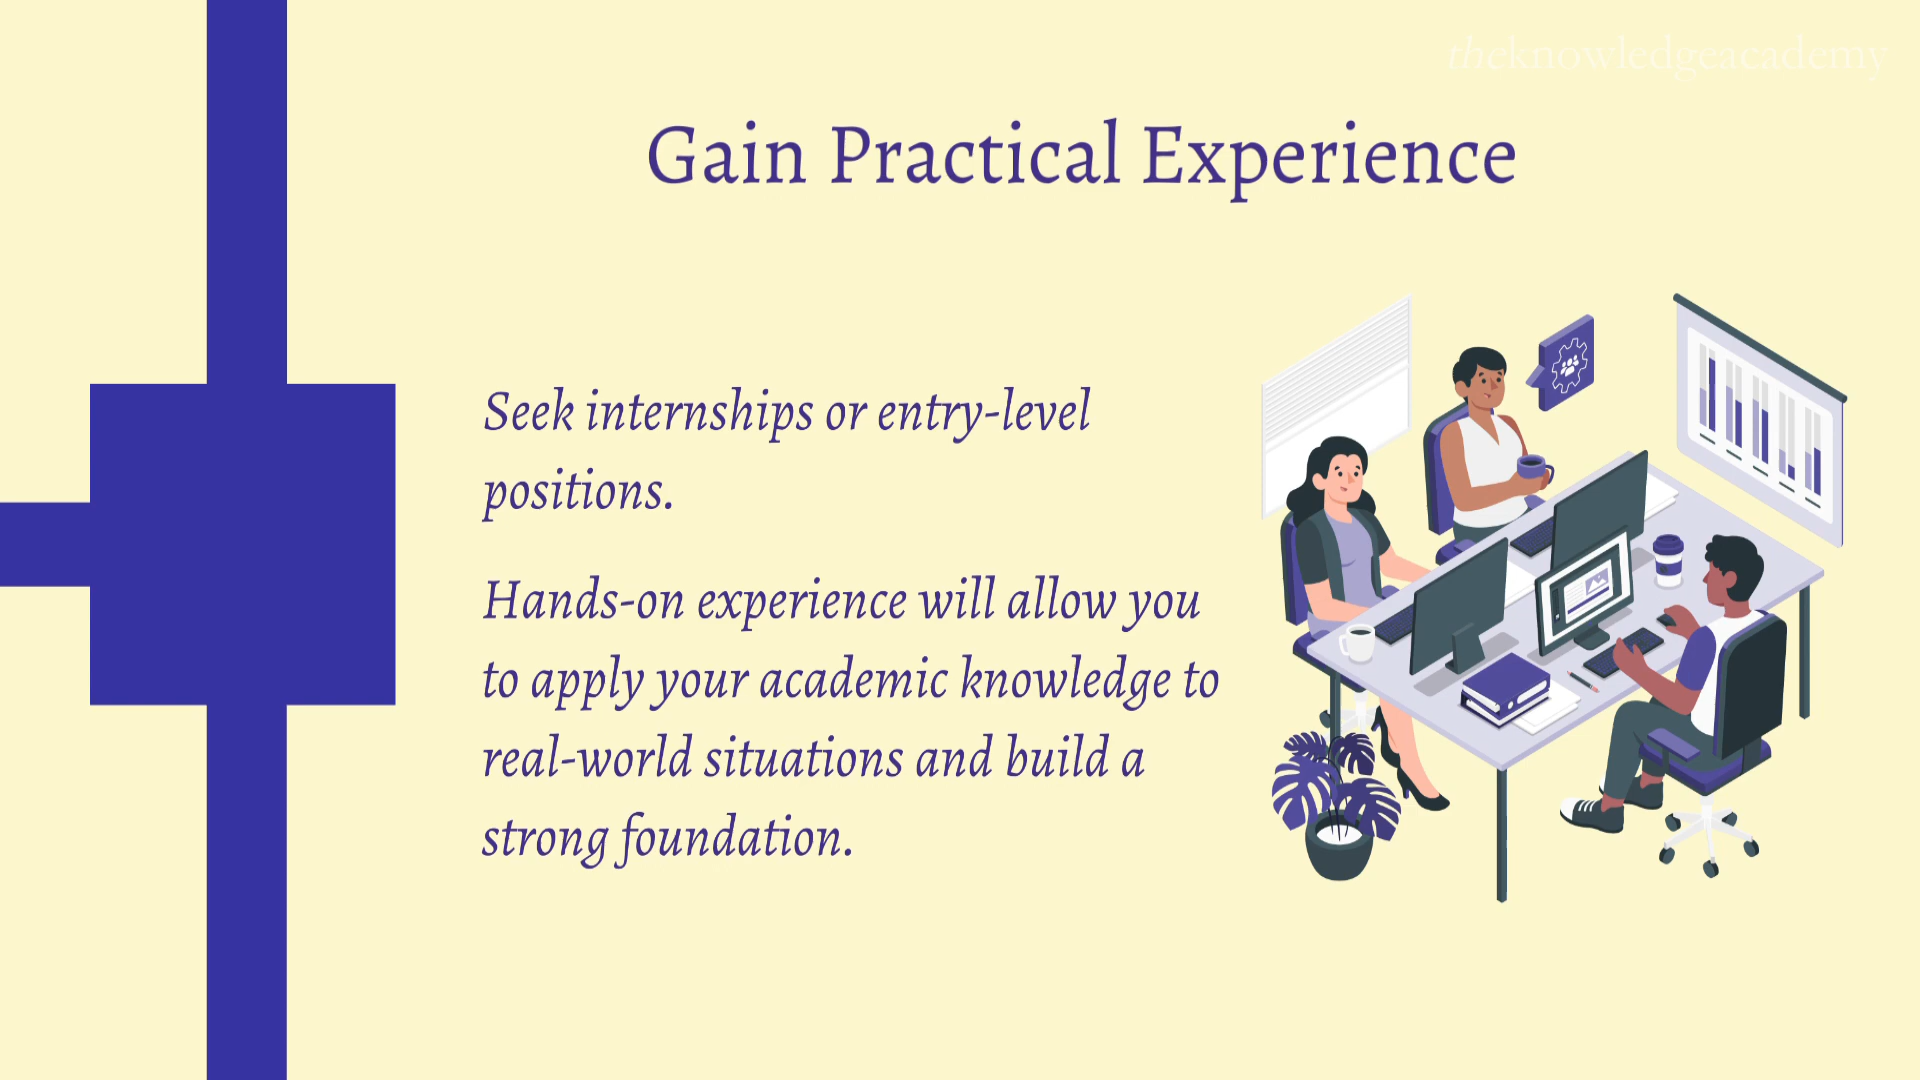 theknowledgeacademy
Gain Practical Experience
Seek internships or entry-level
positions.
Hands-on experience will allow you
to apply your academic knowledge to
real-world situations and build a
strong foundation.